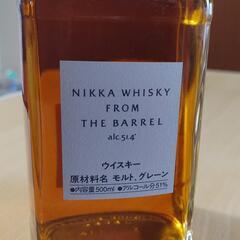 NIKKA WHISKY
FROM
THE BARREL
alc.51.4°
ウイスキー
原材料名 モルト、グレーン
●内容量500ml ●アルコール分51%